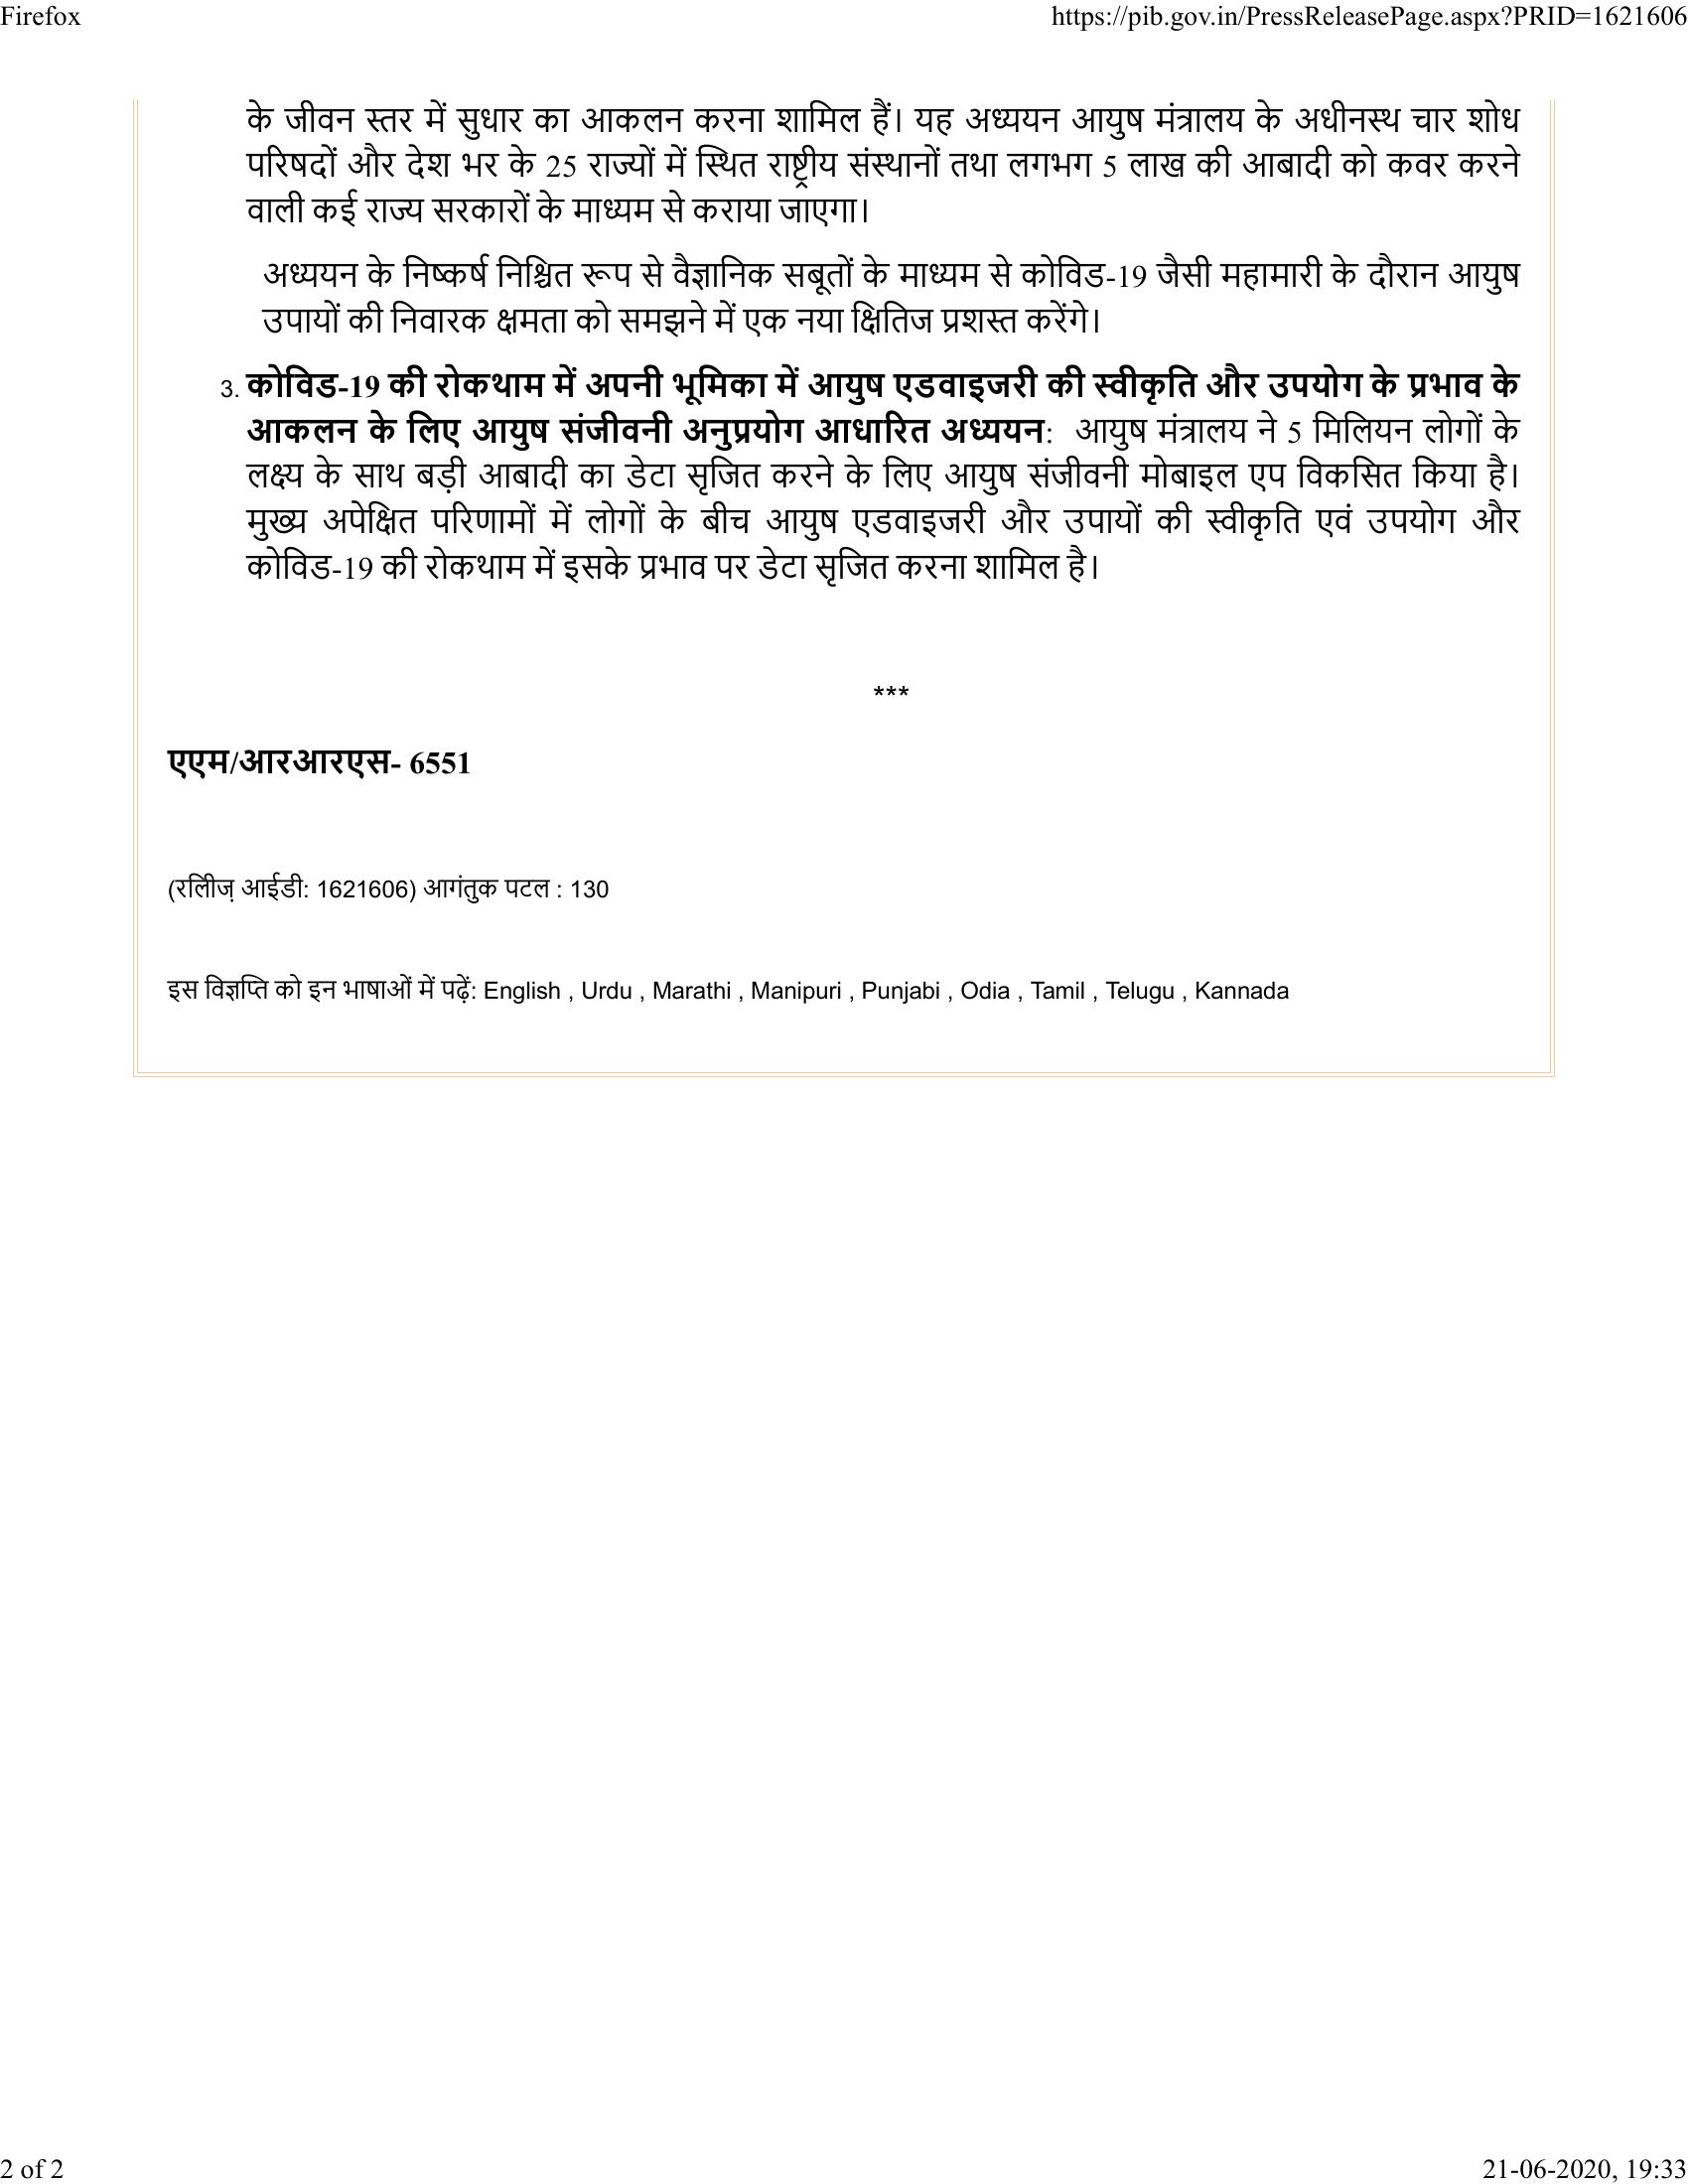 Firefox https://pib.gov.in/PressReleasePage.aspx?PRID=1621606
के जीवन स्तर में सुधार का आकलन करना शामिल हैं। यह अध्ययन आयुष मंत्रालय के अधीनस्थ चार शोध
परिषदों और देश भर के 25 राज्यों में स्थित राष्ट्रीय संस्थानों तथा लगभग 5 लाख की आबादी को कवर करने
वाली कई राज्य सरकारों के माध्यम से कराया जाएगा।
अध्ययन के निष्कर्ष निश्चित रूप से वैज्ञानिक सबूतों के माध्यम से कोविड-19 जैसी महामारी के दौरान आयुष
उपायों की निवारक क्षमता को समझने में एक नया क्षितिज प्रशस्त करेंगे।
3. कोविड-19 की रोकथाम में अपनी भूमिका में आयुष एडवाइजरी की स्वीकृति और उपयोग के प्रभाव के
आकलन के लिए आयुष संजीवनी अनुप्रयोग आधारित अध्ययन: आयुष मंत्रालय ने 5 मिलियन लोगों के
लक्ष्य के साथ बड़ी आबादी का डेटा सृजित करने के लिए आयुष संजीवनी मोबाइल एप विकसित किया है।
मुख्य अपेक्षित परिणामों में लोगों के बीच आयुष एडवाइजरी और उपायों की स्वीकृति एवं उपयोग और
कोविड-19 की रोकथाम में इसके प्रभाव पर डेटा सृजित करना शामिल है।
***
एएम/आरआरएस- 6551
(रिलीज़ आईडी: 1621606) आगंतुक पटल : 130
इस विज्ञप्ति को इन भाषाओं में पढ़ें: English , Urdu , Marathi , Manipuri , Punjabi , Odia , Tamil , Telugu , Kannada
2 of 2 21-06-2020, 19:33